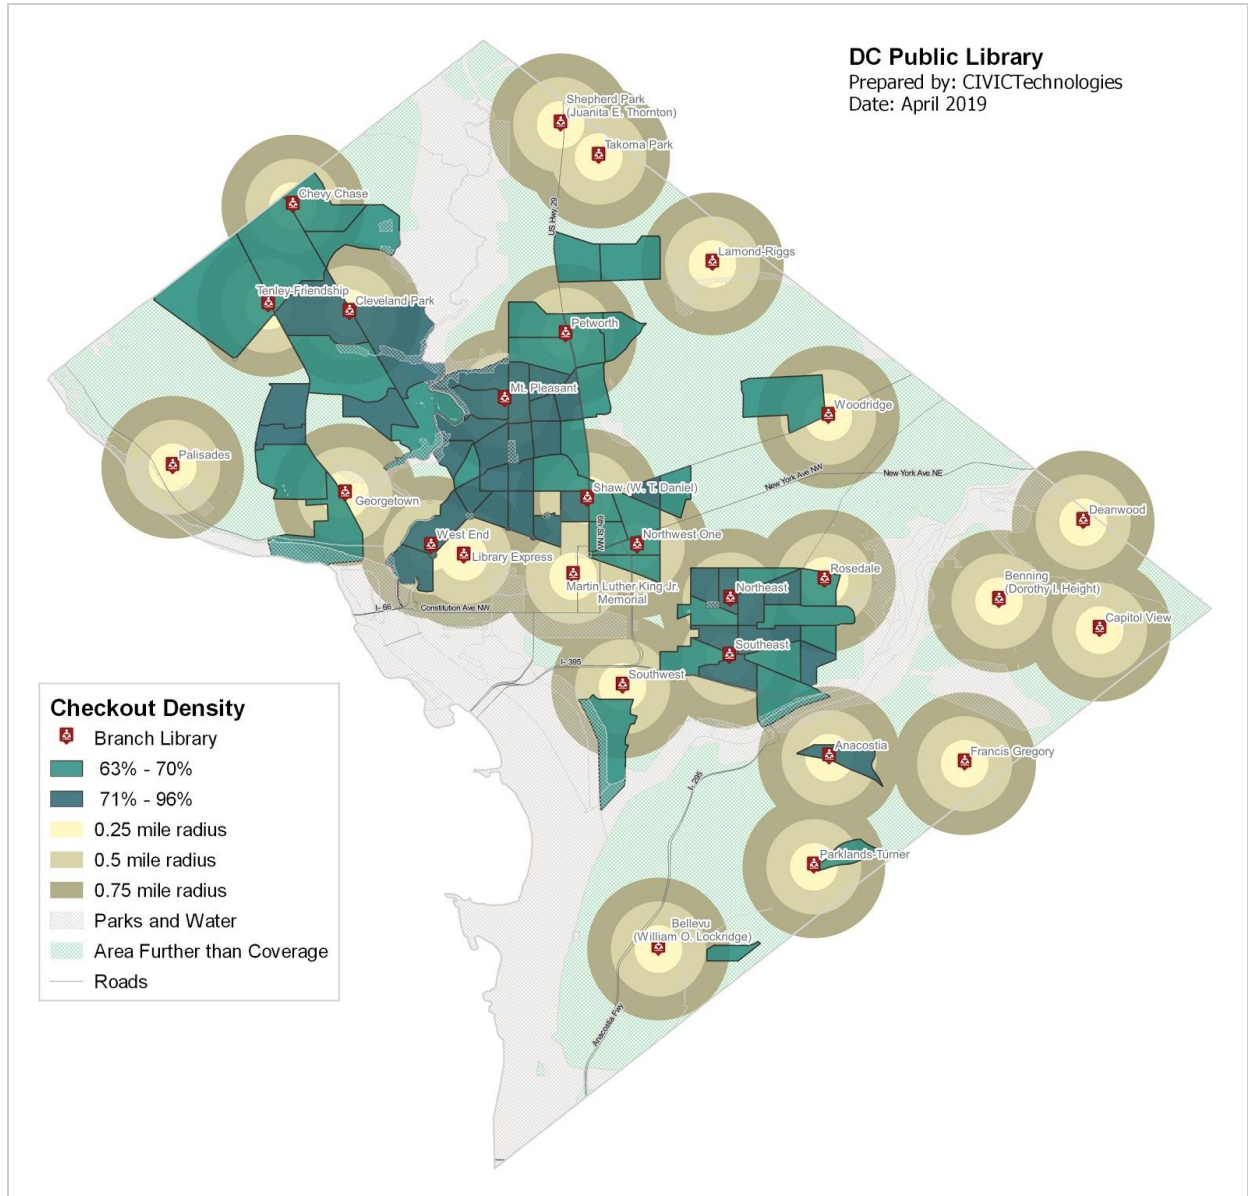 DC Public Library
Prepared by: CIVICTechnologies
Date: April 2019
Shepherd Park
(Juanita E. Thornton)
Takoma Park
Chevy Chase
US Hwy 29
Lamond-Riggs
Tenley-Friendship
Cleveland Park
Petworth
Mt. Pleasant
Woodridge
Palisades
Georgetown
Shaw (W. T. Daniel)
New York Ave NW
New York Ave NE
Deanwood
6th St NW
West End
Library Express
Northwest One
Martin Luther King Jr.
Memorial
Northeast
Rosedale
Benning
(Dorothy I. Height)
Capitol View
I- 66
Constitution Ave NW
Southeast
I- 395
Southwest
Anacostia
Francis Gregory
I- 295
Parklands-Turner
Bellevu
(William O. Lockridge)
Anacostia Fwy
Checkout Density
Branch Library
63% - 70%
71% - 96%
0.25 mile radius
0.5 mile radius
0.75 mile radius
Parks and Water
Area Further than Coverage
Roads